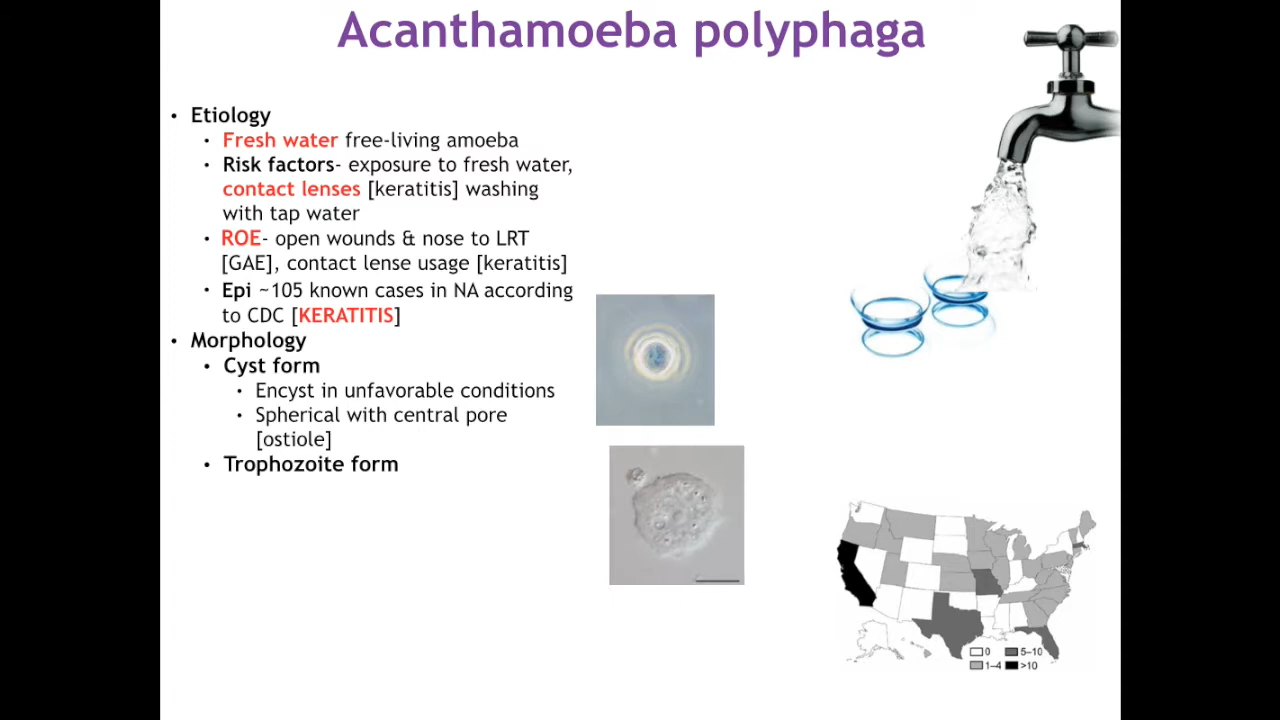 Acanthamoeba polyphaga
• Etiology
• Fresh water free-living amoeba
• Risk factors- exposure to fresh water,
contact lenses [keratitis] washing
with tap water
• ROE- open wounds & nose to LRT
[GAE], contact lense usage [keratitis]
• Epi ~105 known cases in NA according
to CDC [KERATITIS]
• Morphology
• Cyst form
• Encyst in unfavorable conditions
• Spherical with central pore
[ostiole]
• Trophozoite form
0 5–10
1–4 >10